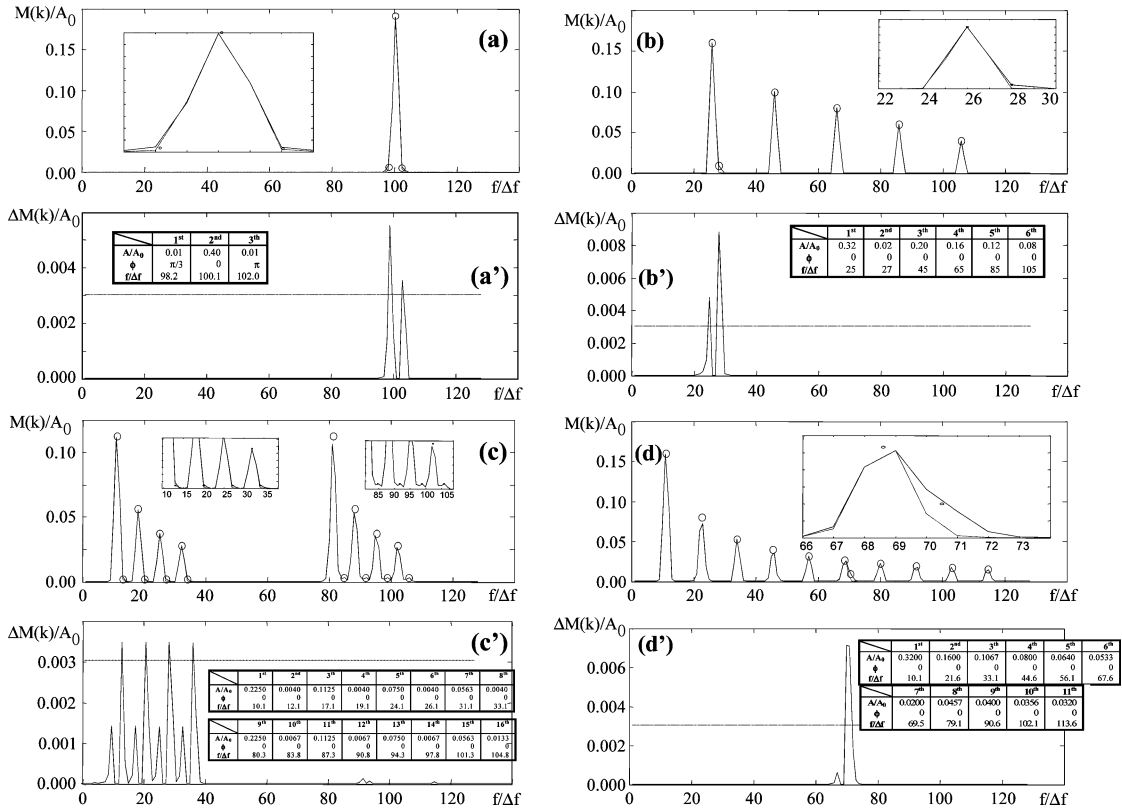 M(k)/A0
(a)
0.15
0.10
0.05
0.00
0 20 40 60 80 100 120 f/Δf
M(k)/A0
(b)
0.15
0.10
0.05
0.00
22 24 26 28 30
0 20 40 60 80 100 120 f/Δf
ΔM(k)/A0
(a’)
0.006
0.004
0.002
0.000
1st 2nd 3th
A/A0 0.01 0.40 0.01
ϕ π/3 0 π
f/Δf 98.2 100.1 102.0
0 20 40 60 80 100 120 f/Δf
ΔM(k)/A0
(b’)
0.008
0.006
0.004
0.002
0.000
1st 2nd 3th 4th 5th 6th
A/A0 0.32 0.02 0.20 0.16 0.12 0.08
ϕ 0 0 0 0 0 0
f/Δf 25 27 45 65 85 105
0 20 40 60 80 100 120 f/Δf
M(k)/A0
(c)
0.10
0.05
0.00
10 15 20 25 30 35
85 90 95 100 105
0 20 40 60 80 100 120 f/Δf
M(k)/A0
(d)
0.15
0.10
0.05
0.00
66 67 68 69 70 71 72 73
0 20 40 60 80 100 120 f/Δf
ΔM(k)/A0
(c’)
0.003
0.002
0.001
0.000
1st 2nd 3th 4th 5th 6th 7th 8th
A/A0 0.2250 0.0040 0.1125 0.0040 0.0750 0.0040 0.0563 0.0040
ϕ 0 0 0 0 0 0 0 0
f/Δf 10.1 12.1 17.1 19.1 24.1 26.1 31.1 33.1
9th 10th 11th 12th 13th 14th 15th 16th
A/A0 0.2250 0.0067 0.1125 0.0067 0.0750 0.0067 0.0563 0.0133
ϕ 0 0 0 0 0 0 0 0
f/Δf 80.3 83.8 87.3 90.8 94.3 97.8 101.3 104.8
0 20 40 60 80 100 120 140 f/Δf
ΔM(k)/A0
(d’)
0.006
0.004
0.002
0.000
1st 2nd 3th 4th 5th 6th
A/A0 0.3200 0.1600 0.1067 0.0800 0.0640 0.0533
ϕ 0 0 0 0 0 0
f/Δf 10.1 21.6 33.1 44.6 56.1 67.6
7th 8th 9th 10th 11th
A/A0 0.0200 0.0457 0.0400 0.0356 0.0320
ϕ 0 0 0 0 0
f/Δf 69.5 79.1 90.6 102.1 113.6
0 20 40 60 80 100 120 140 f/Δf